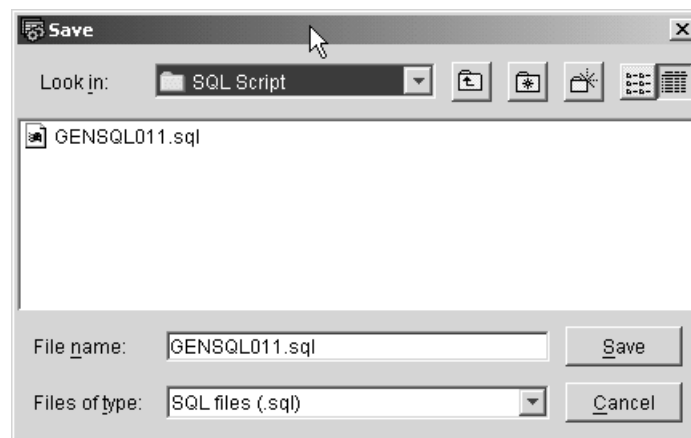 Save
Look in: SQL Script
GENSQL011.sql
File name: GENSQL011.sql Save
Files of type: SQL files (.sql) Cancel